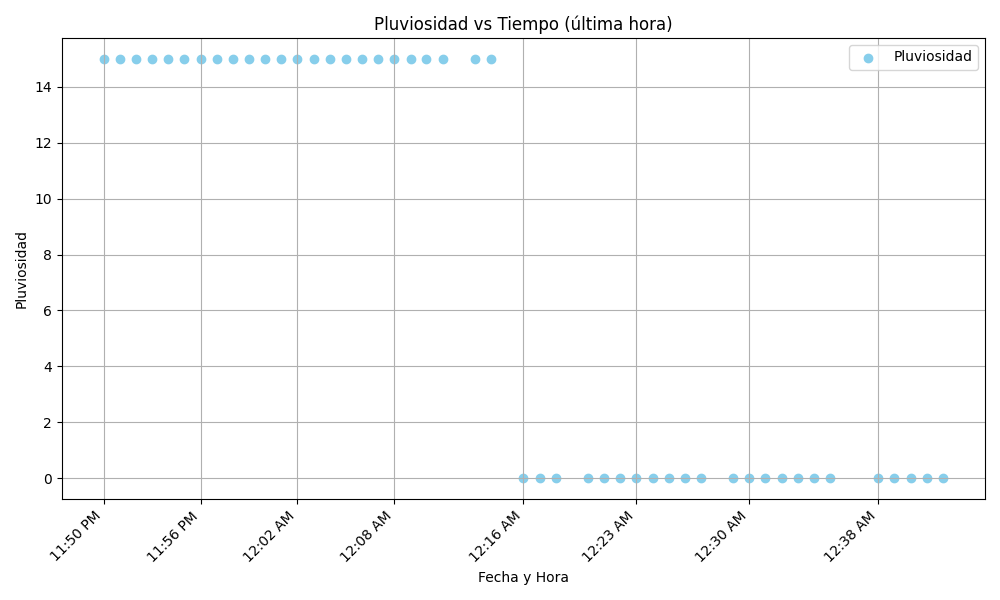 Pluviosidad vs Tiempo (última hora)
Pluviosidad
14
12
10
8
6
4
2
0
Pluviosidad
11:50 PM
11:56 PM
12:02 AM
12:08 AM
12:16 AM
12:23 AM
12:30 AM
12:38 AM
Fecha y Hora